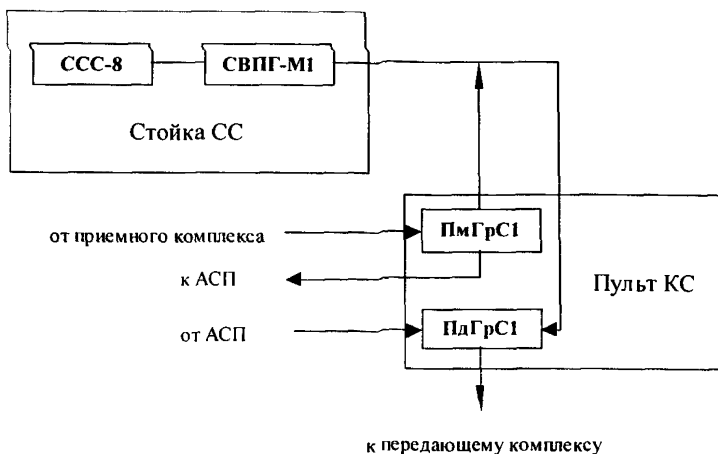 ССС-8
СВПГ-М1
Стойка СС
от приемного комплекса
ПмГрС1
к АСП
Пульт КС
от АСП
ПдГрС1
к передающему комплексу